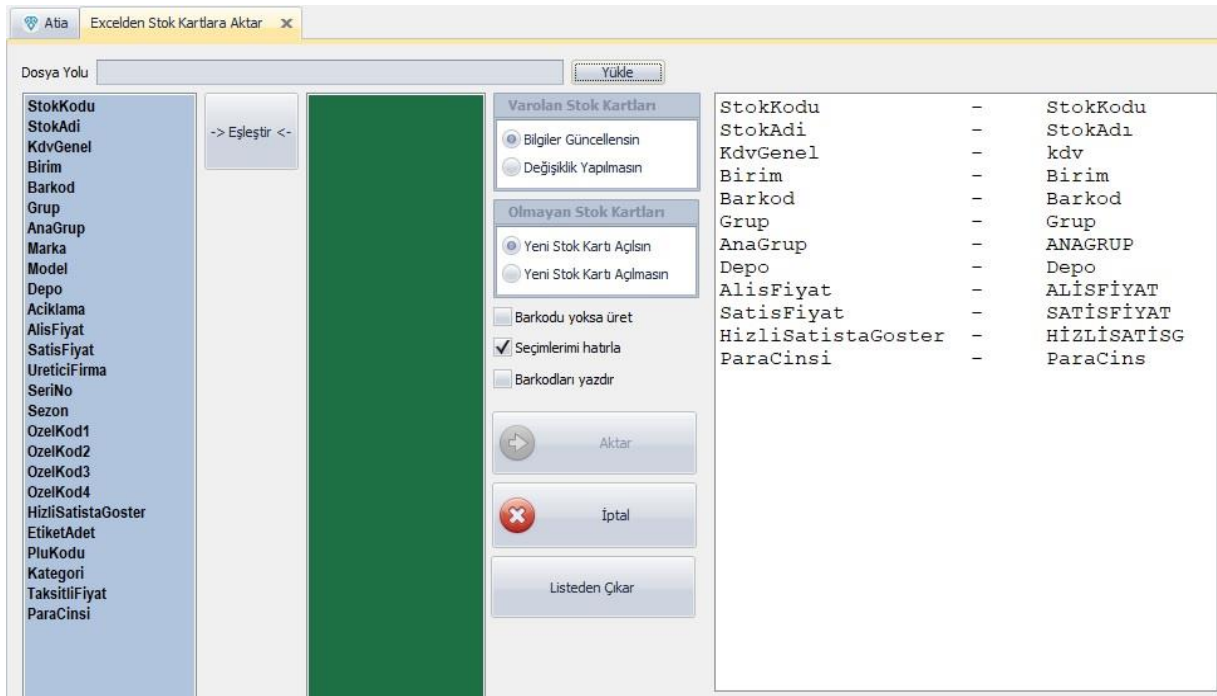 Atia
Excelden Stok Kartlara Aktar
Dosya Yolu
Yükle
StokKodu
StokAdi
KdvGenel
Birim
Barkod
Grup
AnaGrup
Marka
Model
Depo
Aciklama
AlisFiyat
SatisFiyat
UreticiFirma
SeriNo
Sezon
OzelKod1
OzelKod2
OzelKod3
OzelKod4
HizliSatistaGoster
EtiketAdet
PluKodu
Kategori
TaksitliFiyat
ParaCinsi
-> Eşleştir <-
Varolan Stok Kartları
Bilgiler Güncellensin
Değişiklik Yapılmasın
Olmayan Stok Kartları
Yeni Stok Kartı Açılsın
Yeni Stok Kartı Açılmasın
Barkodu yoksa üret
Seçimlerimi hatırla
Barkodları yazdır
Aktar
İptal
Listeden Çıkar
StokKodu - StokKodu
StokAdi - StokAdı
KdvGenel - kdv
Birim - Birim
Barkod - Barkod
Grup - Grup
AnaGrup - ANAGRUP
Depo - Depo
AlisFiyat - ALİSFİYAT
SatisFiyat - SATİSFİYAT
HizliSatistaGoster - HİZLİSATİSG
ParaCinsi - ParaCins